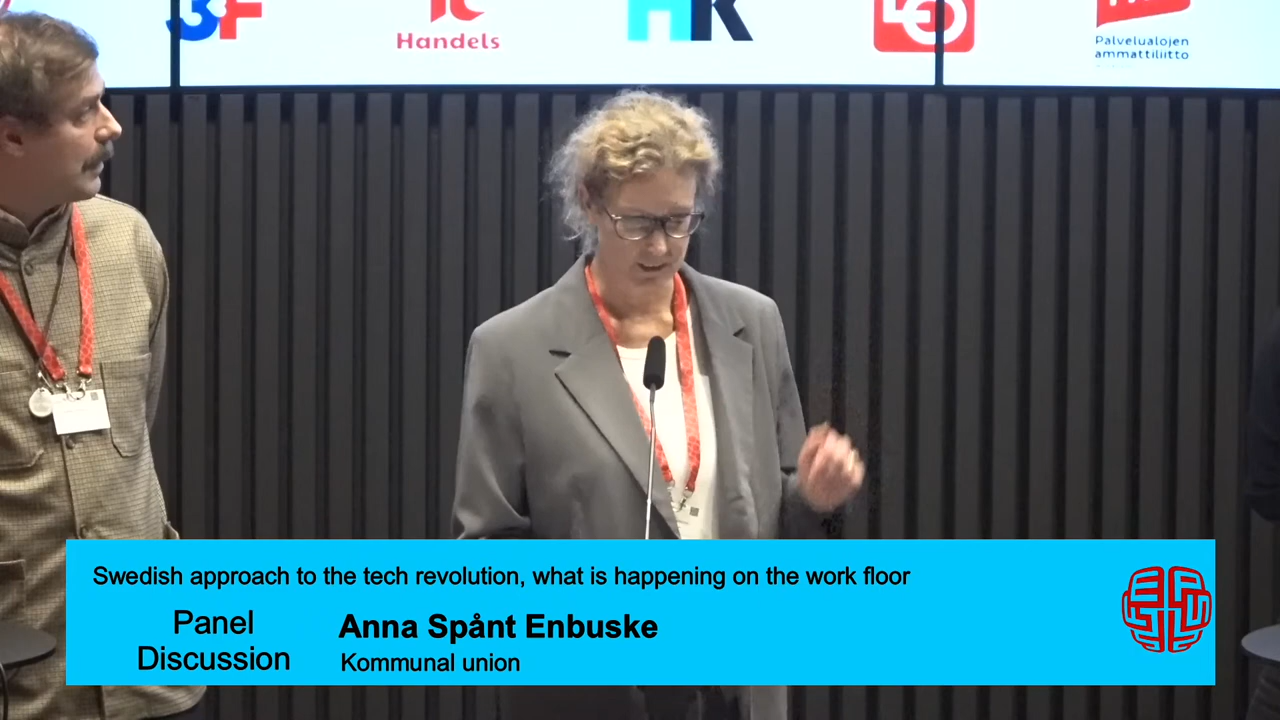 3F
Handels
HK
LO
Palvelualojen
ammattiliitto
Swedish approach to the tech revolution, what is happening on the work floor
Panel
Discussion
Anna Spånt Enbuske
Kommunal union